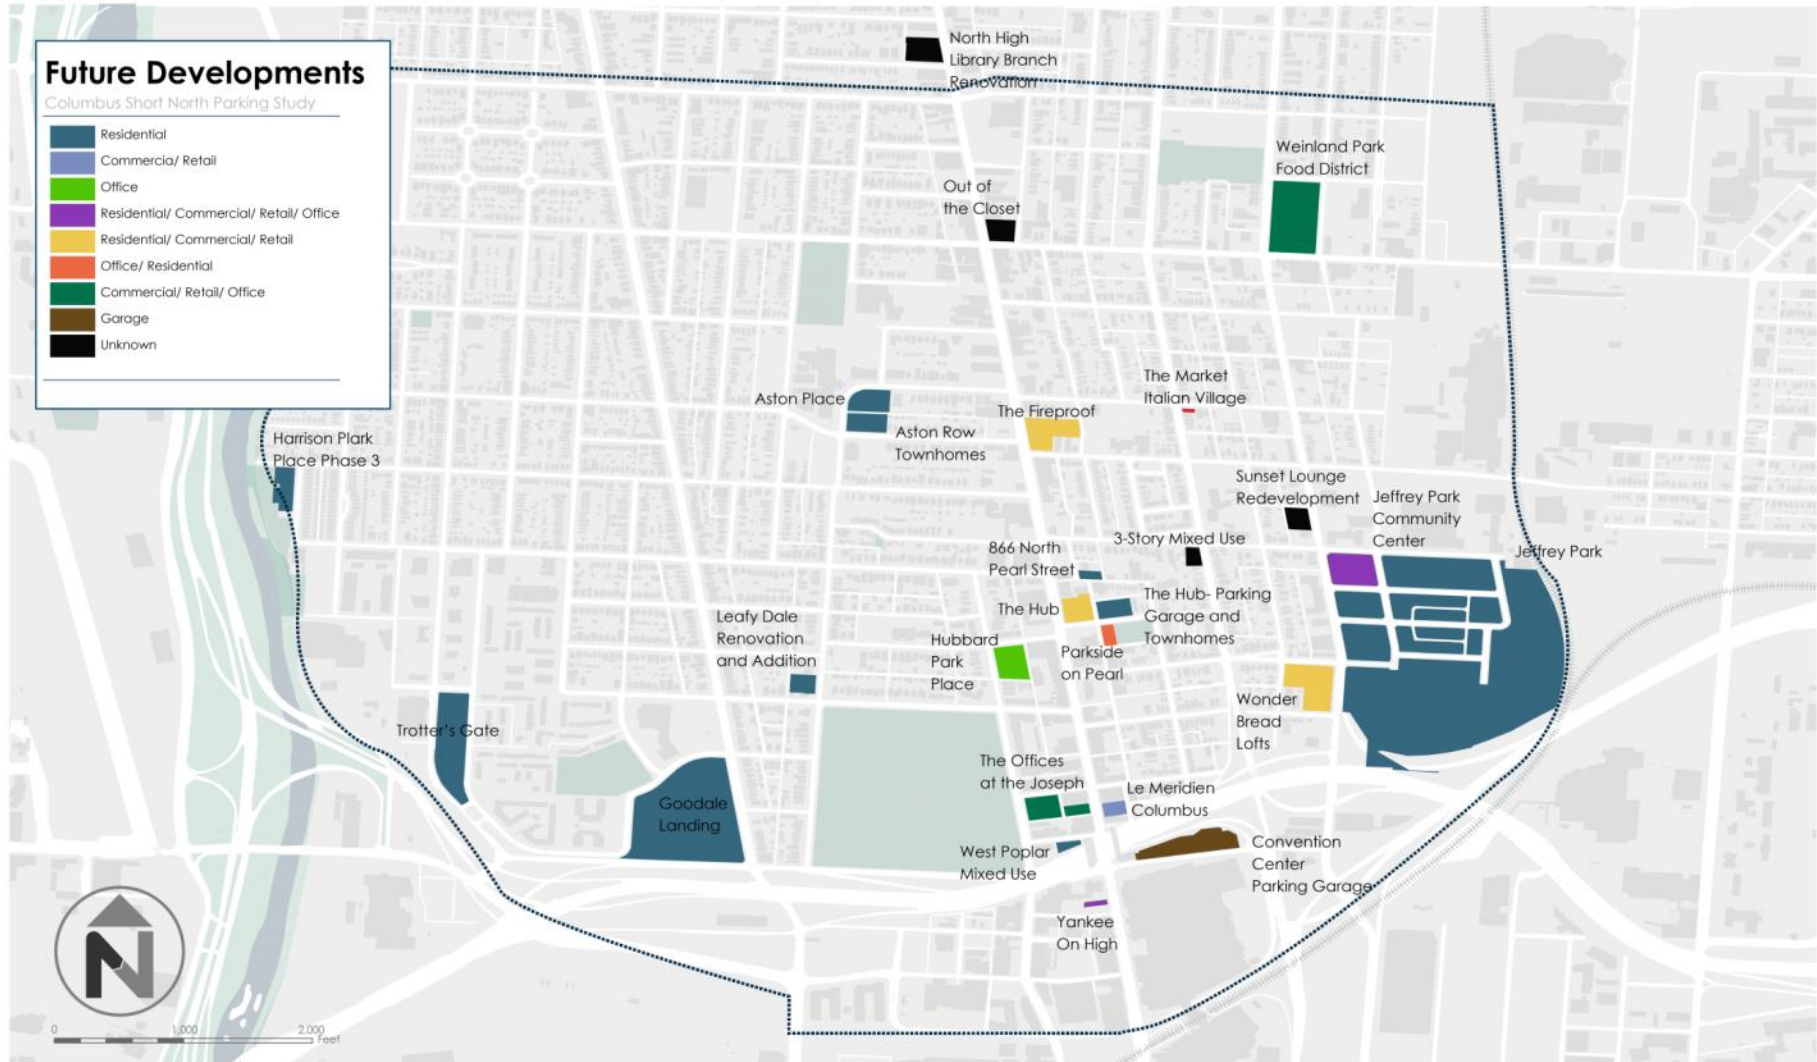 Future Developments
Columbus Short North Parking Study
Residential
Commercia/ Retail
Office
Residential/ Commercial/ Retail/ Office
Residential/ Commercial/ Retail
Office/ Residential
Commercial/ Retail/ Office
Garage
Unknown
North High
Library Branch
Renovation
Weinland Park
Food District
Out of
the Closet
The Market
Italian Village
Aston Place
The Fireproof
Aston Row
Townhomes
Harrison Plark
Place Phase 3
Sunset Lounge
Redevelopment
Jeffrey Park
Community
Center
3-Story Mixed Use
Jeffrey Park
866 North
Pearl Street
The Hub
The Hub- Parking
Garage and
Townhomes
Leafy Dale
Renovation
and Addition
Hubbard
Park
Place
Parkside
on Pearl
Wonder
Bread
Lofts
Trotter's Gate
The Offices
at the Joseph
Le Meridien
Columbus
Goodale
Landing
West Poplar
Mixed Use
Convention
Center
Parking Garage
Yankee
On High
N
0 1,000 2,000
Feet